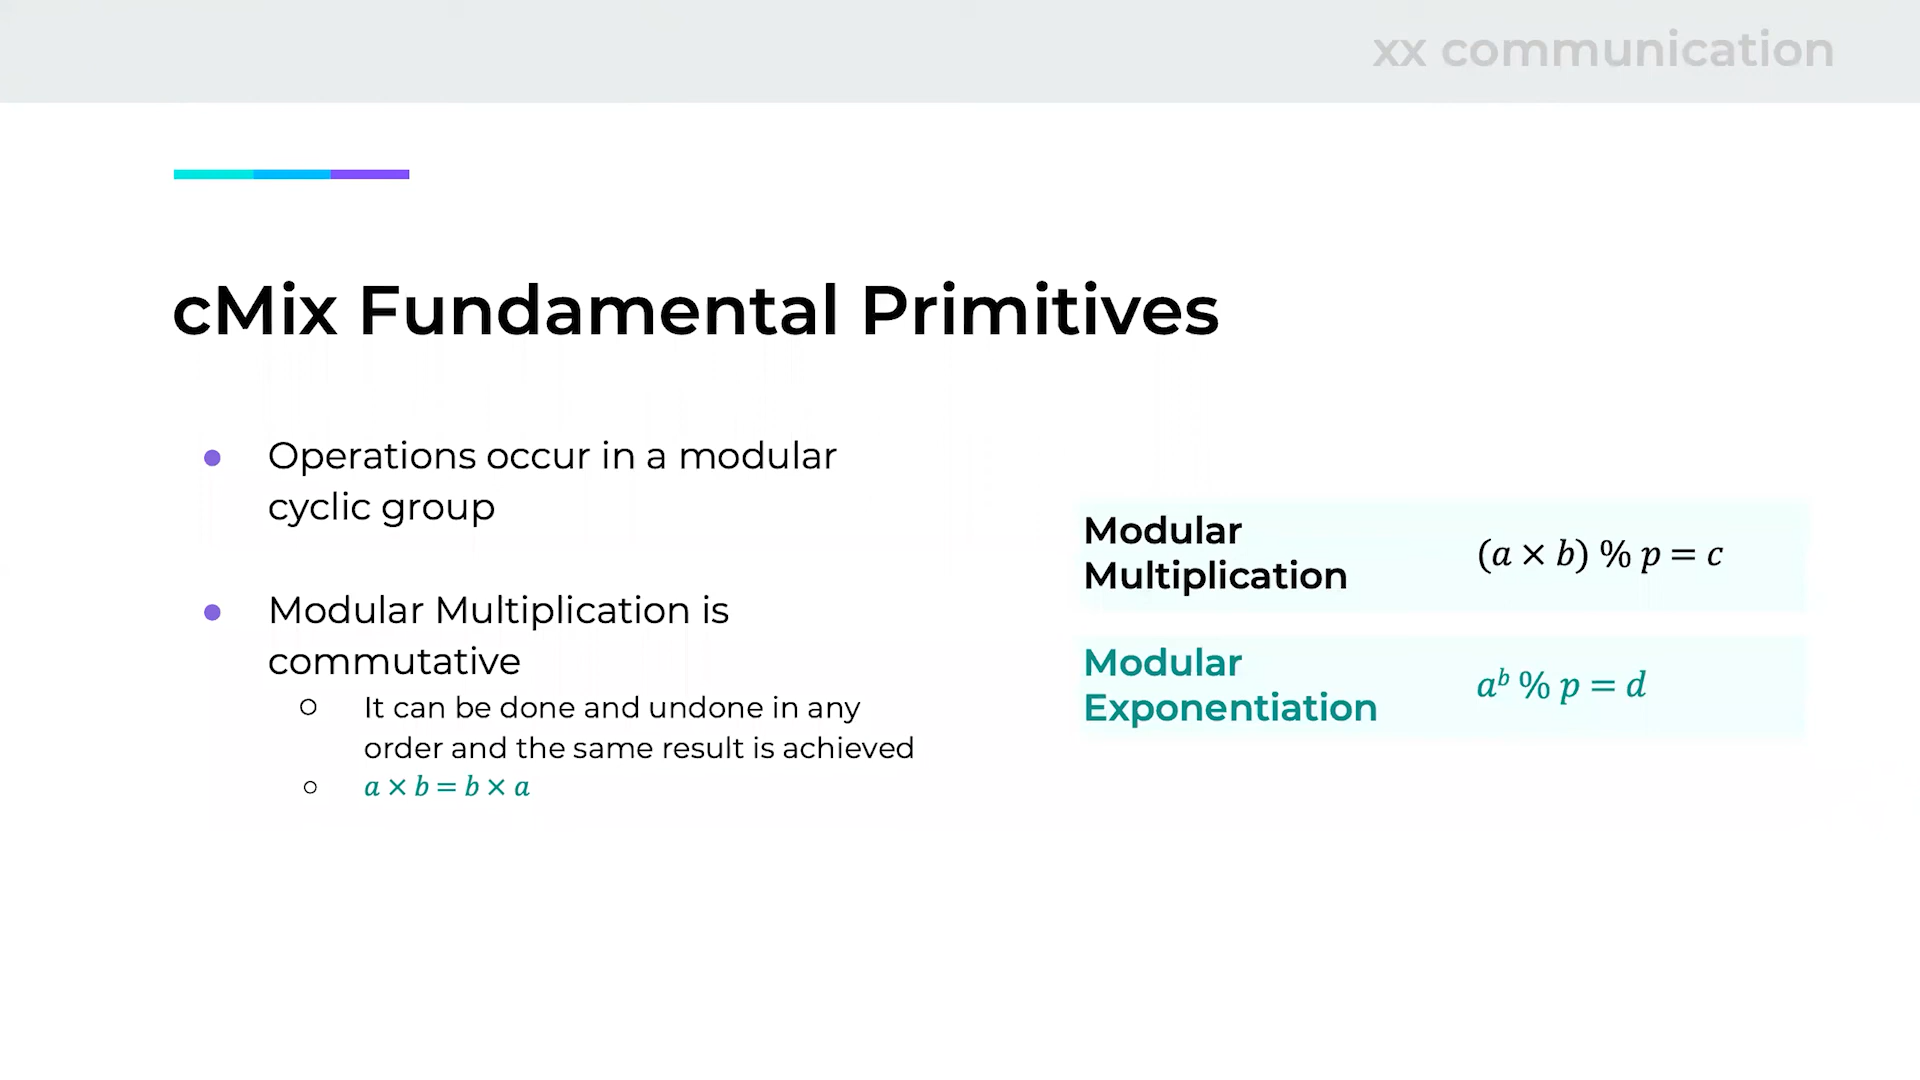 xx communication
cMix Fundamental Primitives
● Operations occur in a modular
cyclic group
● Modular Multiplication is
commutative
○ It can be done and undone in any
order and the same result is achieved
○ a × b = b × a
Modular
Multiplication
(a × b) % p = c
Modular
Exponentiation
aᵇ % p = d